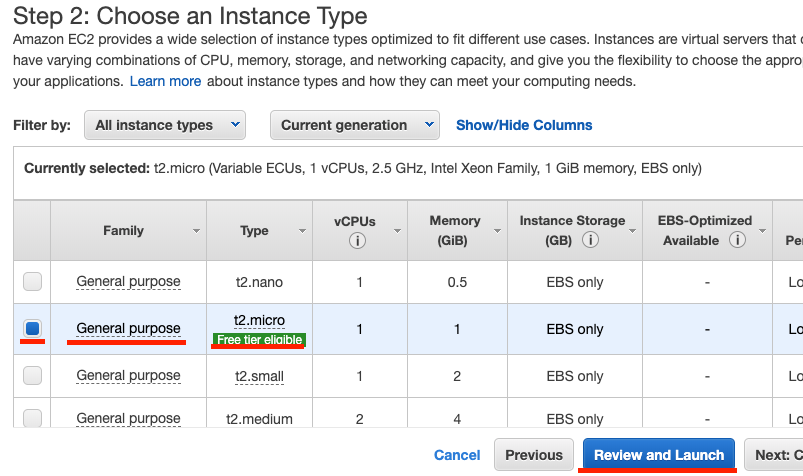 Step 2: Choose an Instance Type
Amazon EC2 provides a wide selection of instance types optimized to fit different use cases. Instances are virtual servers that
have varying combinations of CPU, memory, storage, and networking capacity, and give you the flexibility to choose the
your applications. Learn more about instance types and how they can meet your computing needs.
Filter by: All instance types Current generation Show/Hide Columns
Currently selected: t2.micro (Variable ECUs, 1 vCPUs, 2.5 GHz, Intel Xeon Family, 1 GiB memory, EBS only)
Family Type vCPUs Memory (GiB) Instance Storage (GB) EBS-Optimized Available
General purpose t2.nano 1 0.5 EBS only -
General purpose t2.micro 1 1 EBS only -
Free tier eligible
General purpose t2.small 1 2 EBS only -
General purpose t2.medium 2 4 EBS only -
Cancel Previous Review and Launch Next: